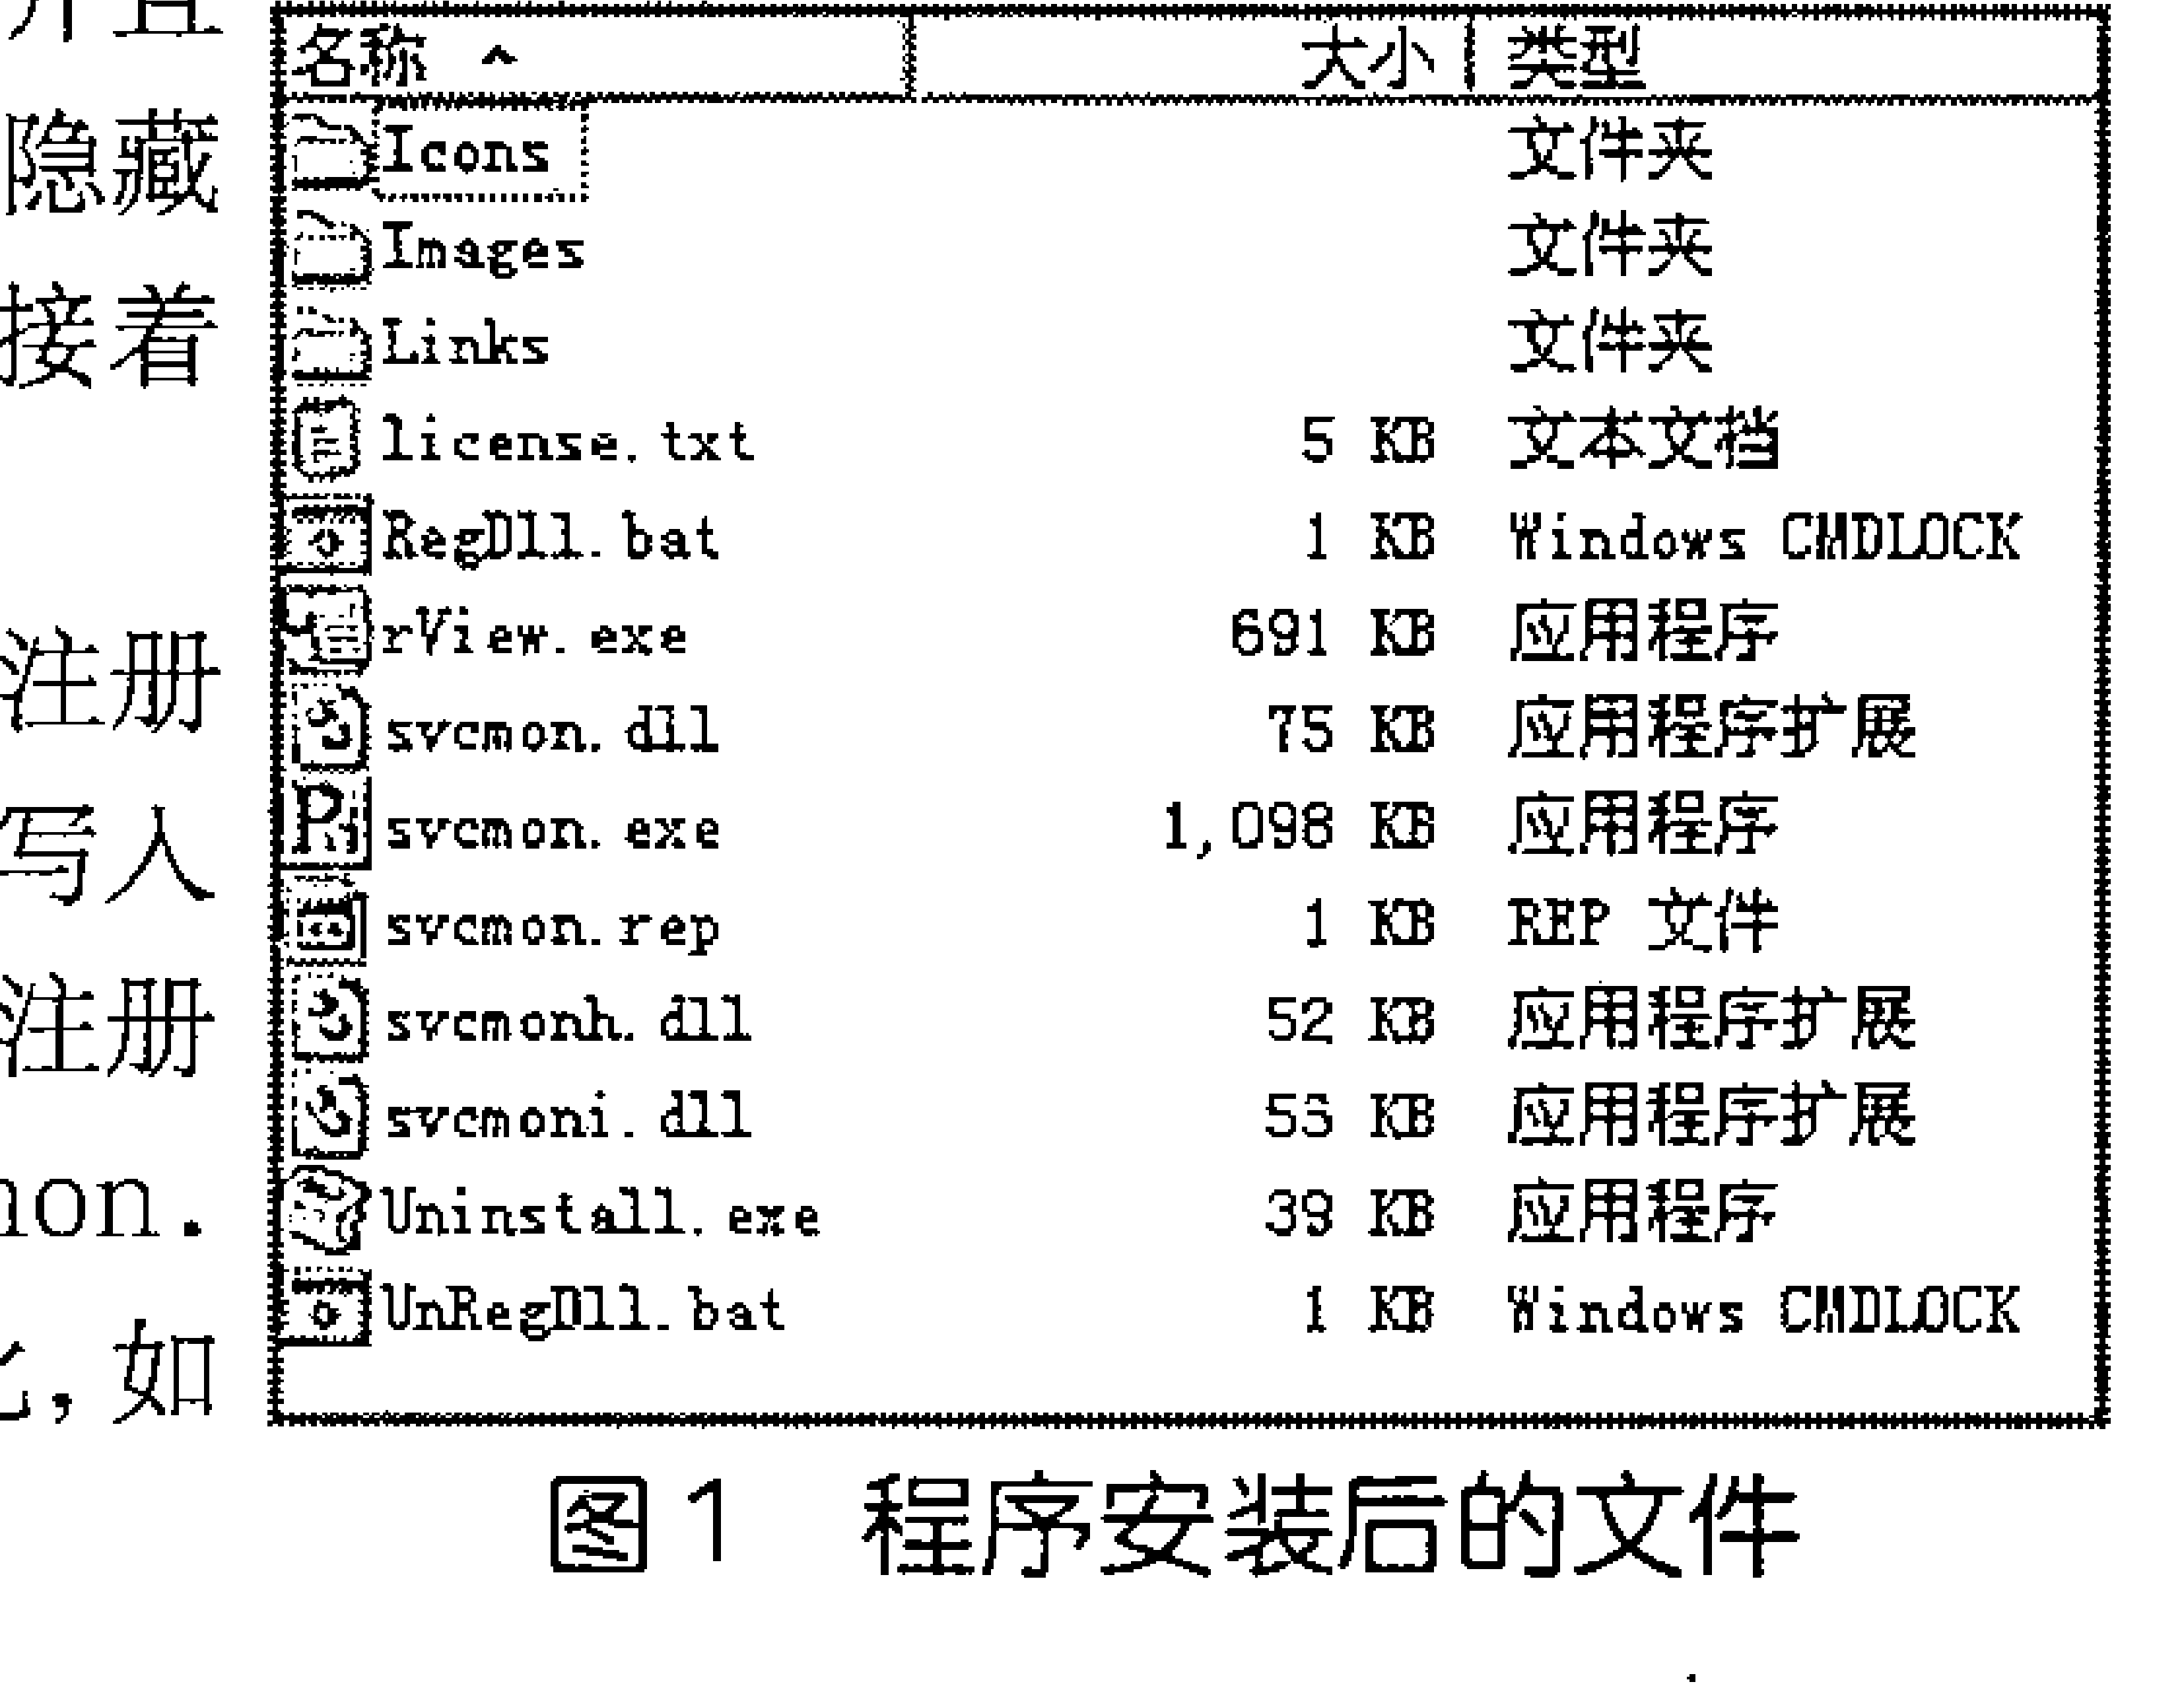 并且
隐藏
接着
注册
写入
注册
mon.
化,如
名称 大小 类型
Icons 文件夹
Images 文件夹
Links 文件夹
license.txt 5 KB 文本文档
RegDll.bat 1 KB Windows CMDLOCK
rView.exe 691 KB 应用程序
svcmon.dll 75 KB 应用程序扩展
svcmon.exe 1,098 KB 应用程序
svcmon.rep 1 KB REP 文件
svcmonh.dll 52 KB 应用程序扩展
svcmoni.dll 53 KB 应用程序扩展
Uninstall.exe 39 KB 应用程序
UnRegDll.bat 1 KB Windows CMDLOCK
图1 程序安装后的文件